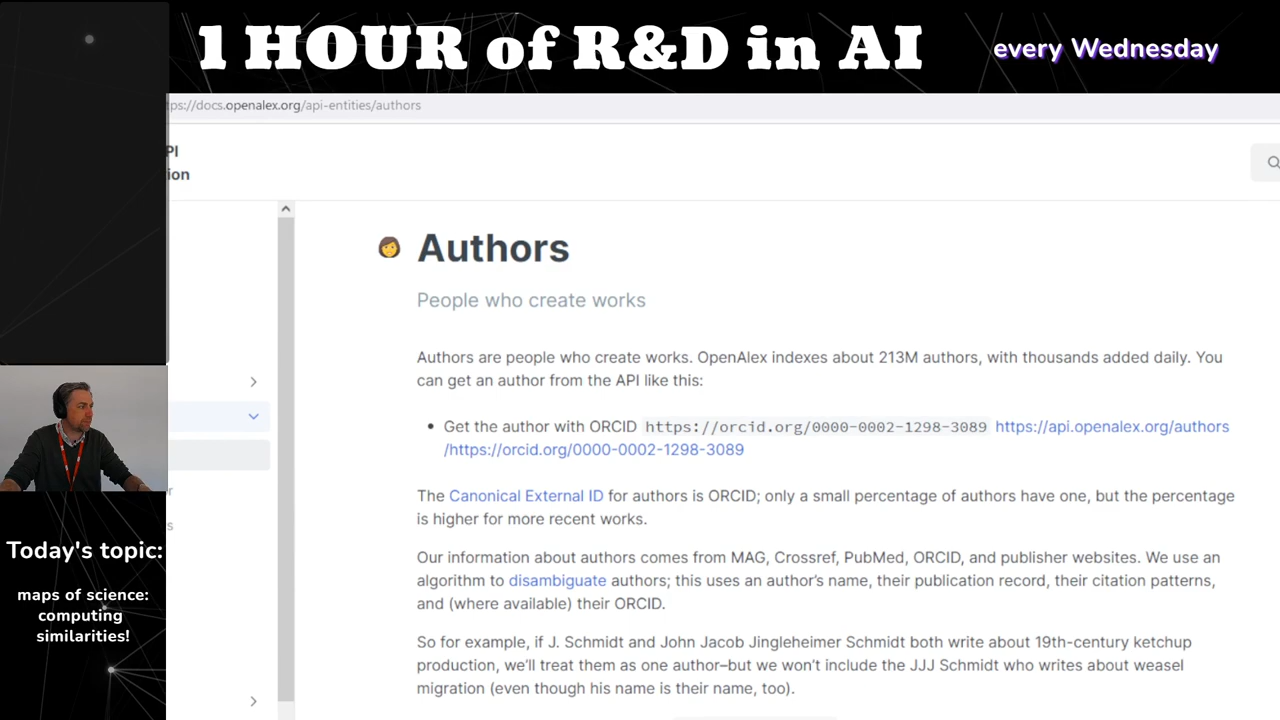 1 HOUR of R&D in AI
every Wednesday
tps://docs.openalex.org/api-entities/authors
PI
ion
Authors
People who create works
Authors are people who create works. OpenAlex indexes about 213M authors, with thousands added daily. You
can get an author from the API like this:
• Get the author with ORCID https://orcid.org/0000-0002-1298-3089 https://api.openalex.org/authors
/https://orcid.org/0000-0002-1298-3089
The Canonical External ID for authors is ORCID; only a small percentage of authors have one, but the percentage
is higher for more recent works.
Our information about authors comes from MAG, Crossref, PubMed, ORCID, and publisher websites. We use an
algorithm to disambiguate authors; this uses an author's name, their publication record, their citation patterns,
and (where available) their ORCID.
So for example, if J. Schmidt and John Jacob Jingleheimer Schmidt both write about 19th-century ketchup
production, we'll treat them as one author–but we won't include the JJJ Schmidt who writes about weasel
migration (even though his name is their name, too).
r
s
Today's topic:
maps of science:
computing
similarities!